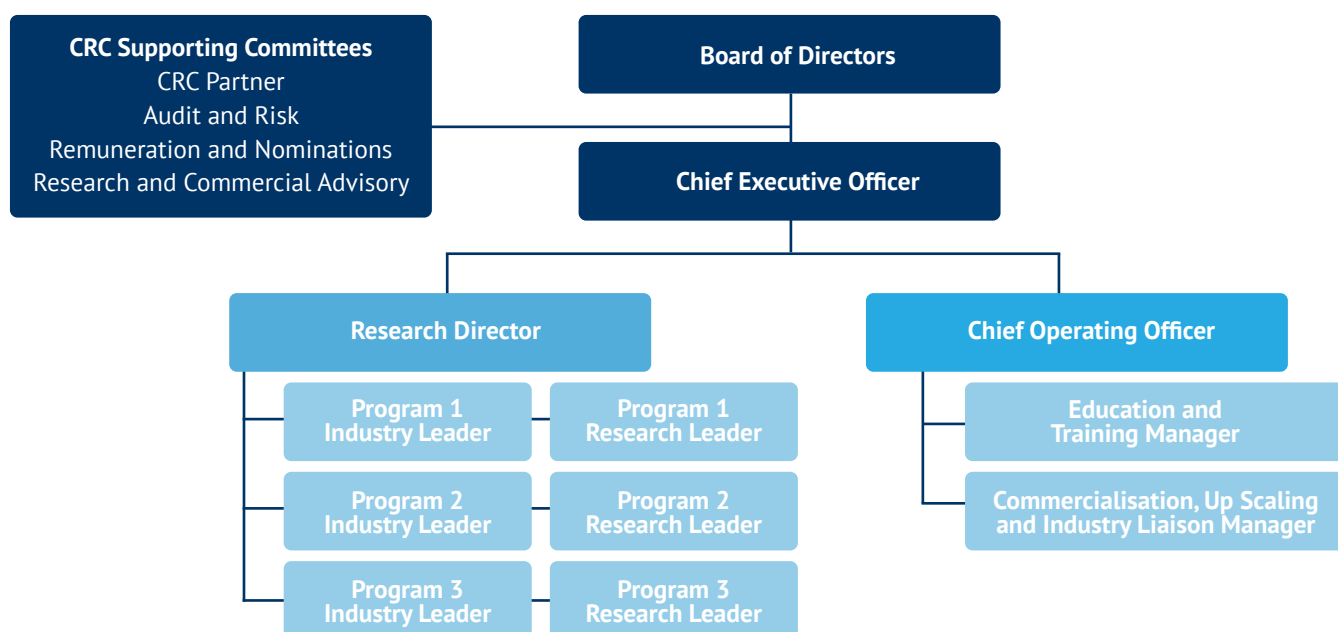 CRC Supporting Committees
CRC Partner
Audit and Risk
Remuneration and Nominations
Research and Commercial Advisory
Board of Directors
Chief Executive Officer
Research Director
Chief Operating Officer
Program 1
Industry Leader
Program 1
Research Leader
Program 2
Industry Leader
Program 2
Research Leader
Program 3
Industry Leader
Program 3
Research Leader
Education and
Training Manager
Commercialisation, Up Scaling
and Industry Liaison Manager